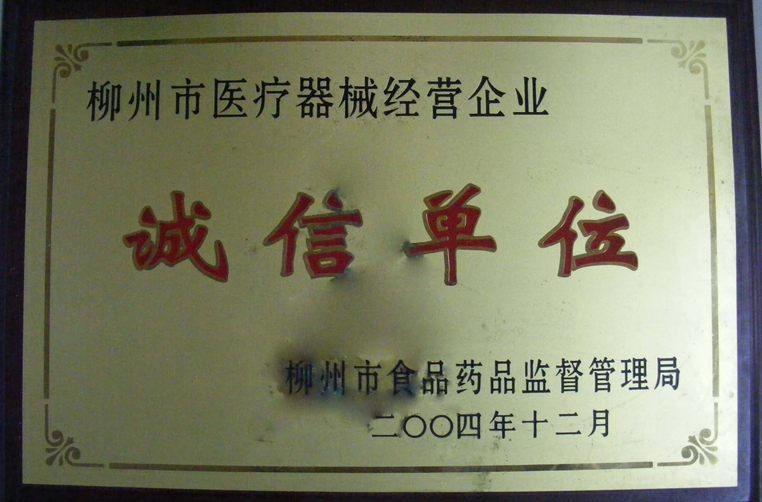 柳州市医疗器械经营企业
诚信单位
柳州市食品药品监督管理局
二〇〇四年十二月